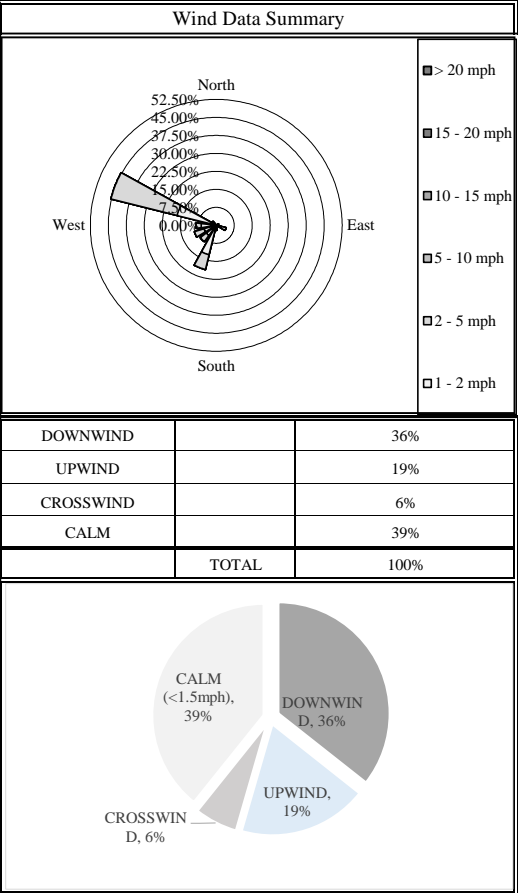 Wind Data Summary
North
52.50%
45.00%
37.50%
30.00%
22.50%
15.00%
7.50%
0.00%
West
East
South
> 20 mph
15 - 20 mph
10 - 15 mph
5 - 10 mph
2 - 5 mph
1 - 2 mph
DOWNWIND 36%
UPWIND 19%
CROSSWIND 6%
CALM 39%
TOTAL 100%
CALM
(<1.5mph),
39%
DOWNWIN
D, 36%
UPWIND,
19%
CROSSWIN
D, 6%